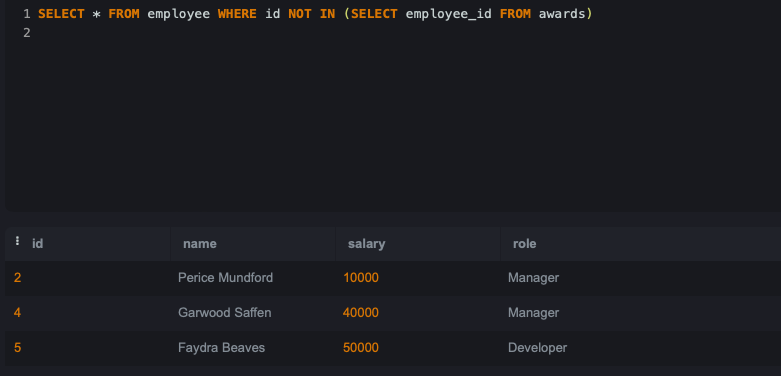 1 SELECT * FROM employee WHERE id NOT IN (SELECT employee_id FROM awards)
2
id name salary role
2 Perice Mundford 10000 Manager
4 Garwood Saffen 40000 Manager
5 Faydra Beaves 50000 Developer